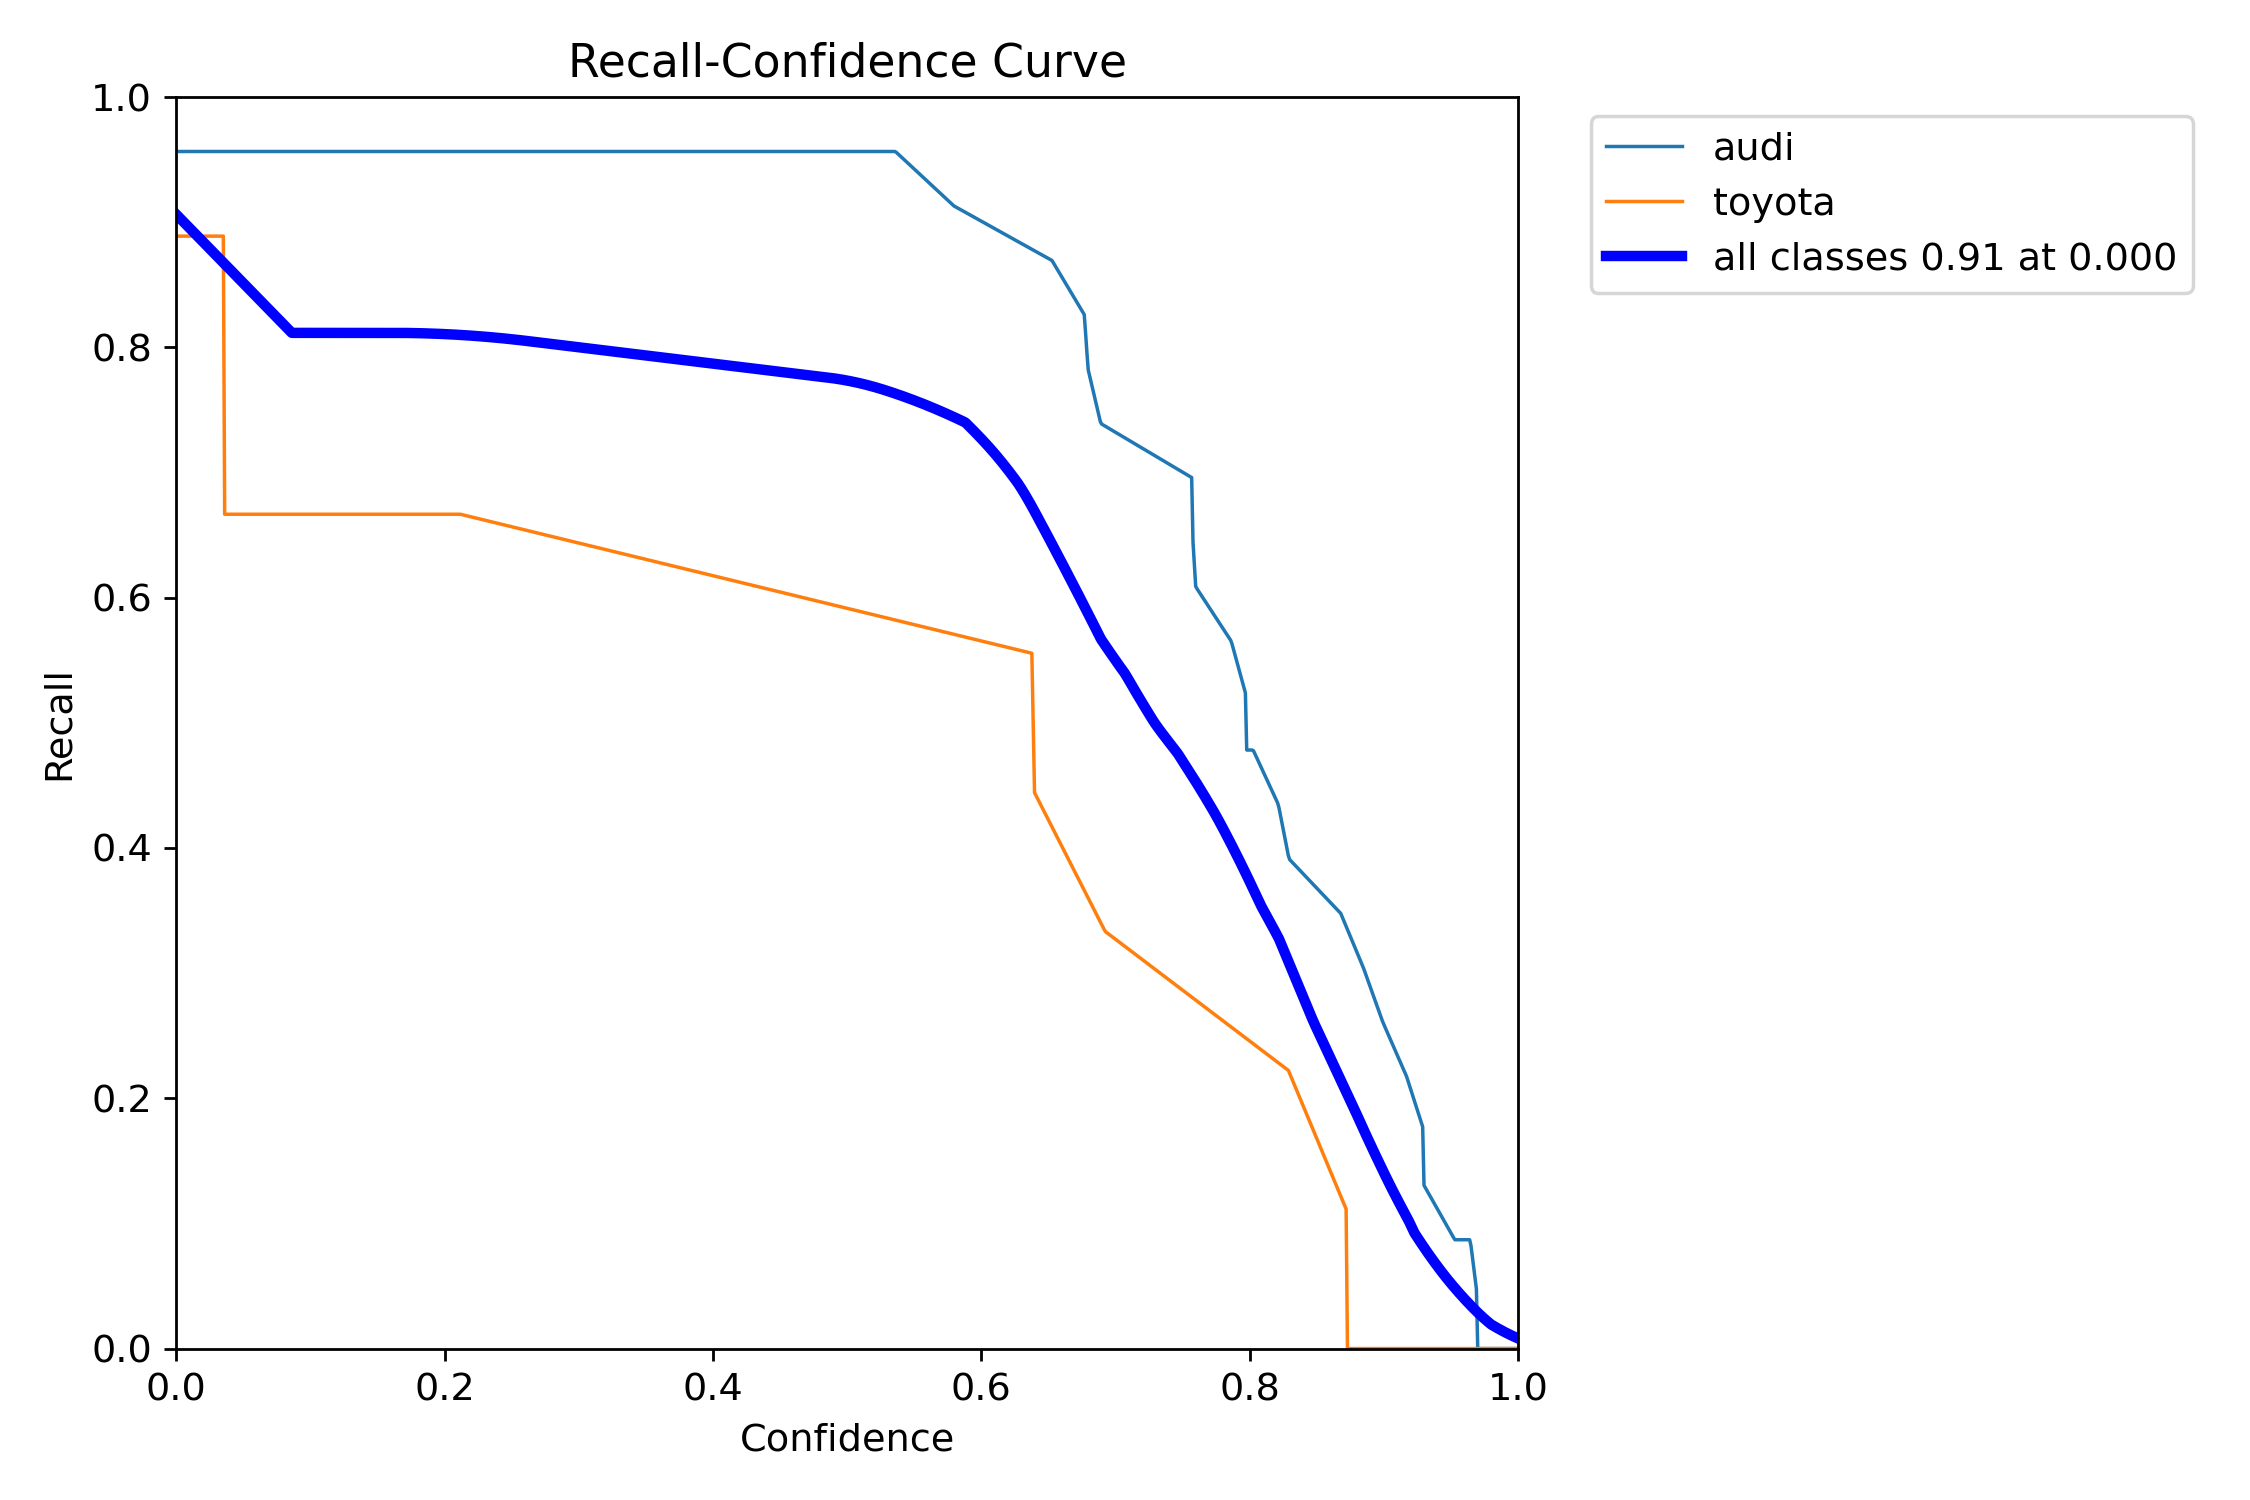 Recall-Confidence Curve
1.0
0.8
0.6
0.4
0.2
0.0
Recall
0.0 0.2 0.4 0.6 0.8 1.0
Confidence
audi
toyota
all classes 0.91 at 0.000